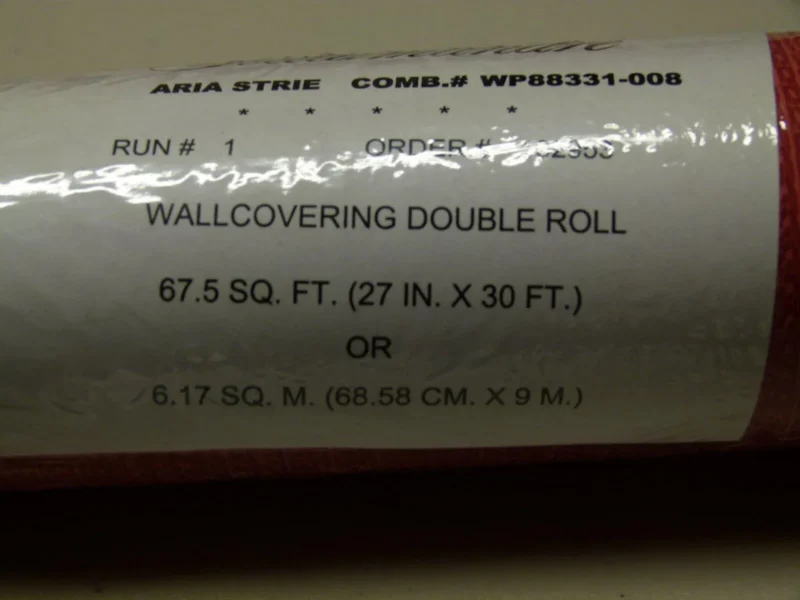 ARIA STRIE COMB.# WP88331-008
* * * * *
RUN # 1 ORDER #
WALLCOVERING DOUBLE ROLL
67.5 SQ. FT. (27 IN. X 30 FT.)
OR
6.17 SQ. M. (68.58 CM. X 9 M.)